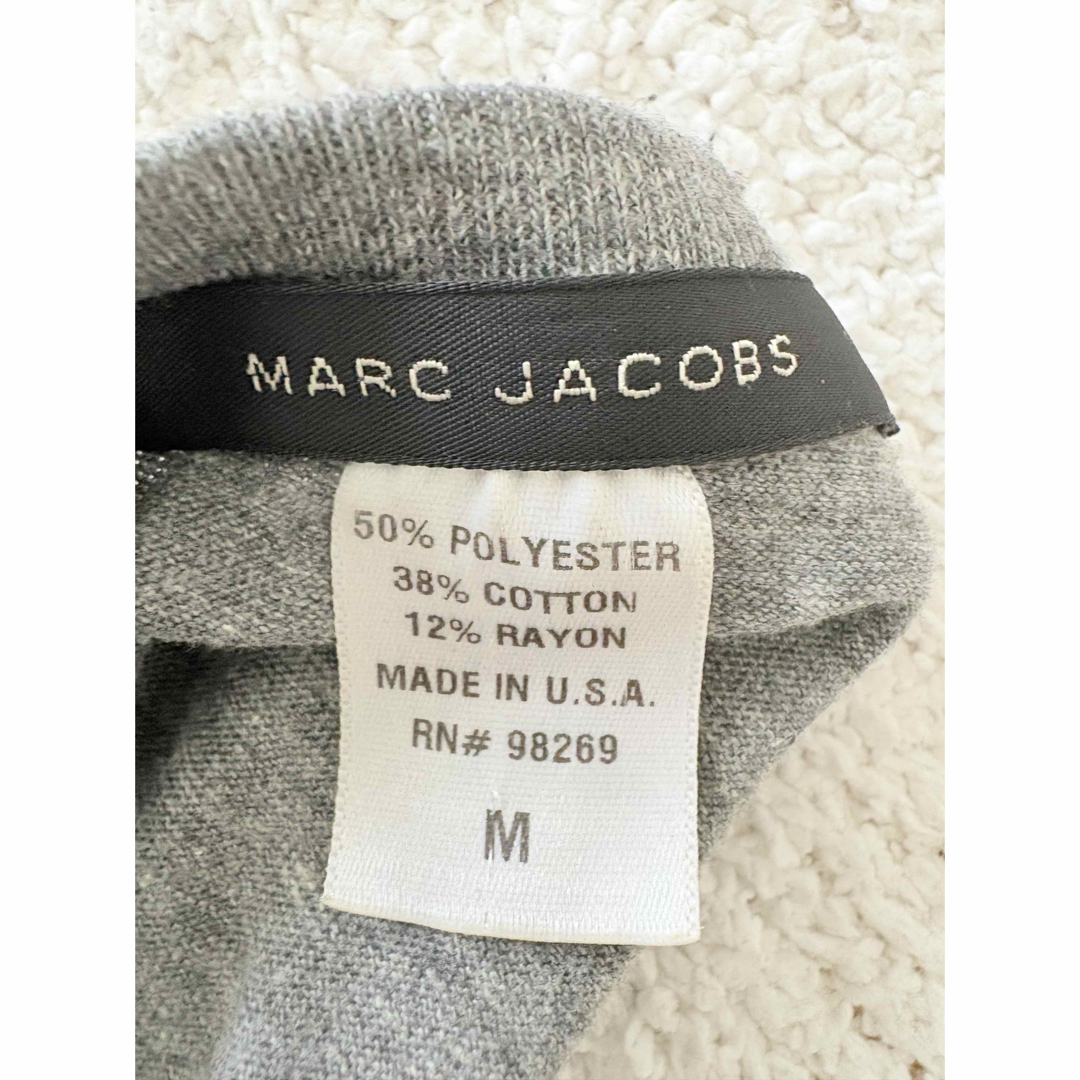 MARC JACOBS
50% POLYESTER
38% COTTON
12% RAYON
MADE IN U.S.A.
RN# 98269
M